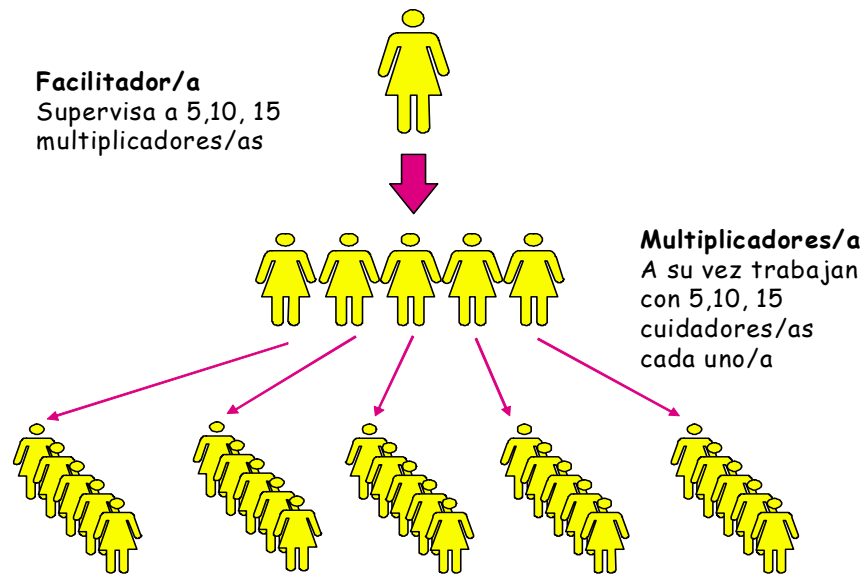 Facilitador/a
Supervisa a 5,10, 15
multiplicadores/as
Multiplicadores/a
A su vez trabajan
con 5,10, 15
cuidadores/as
cada uno/a